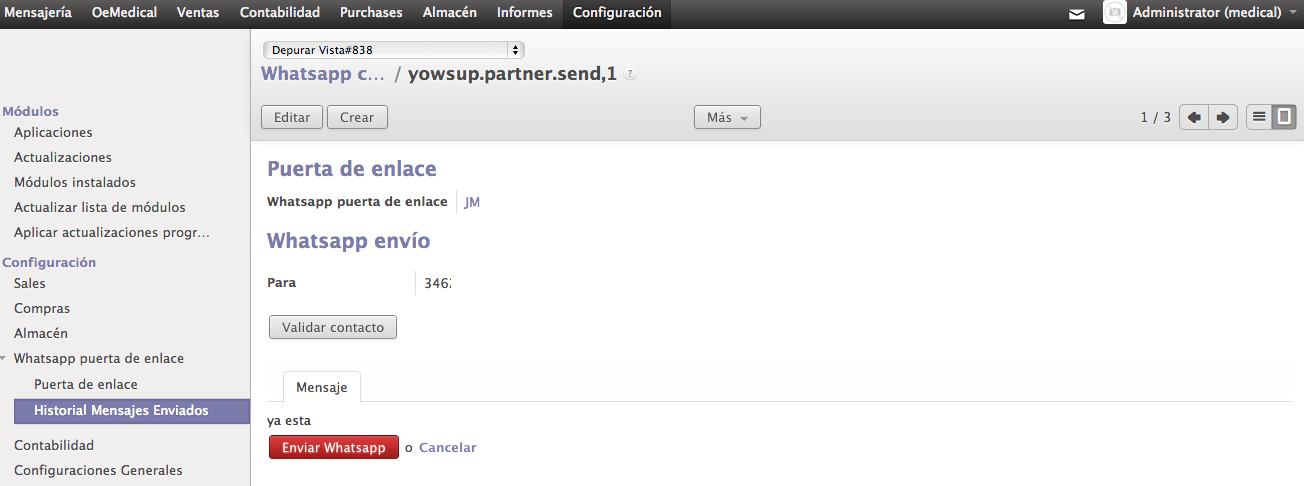 Mensajería OeMedical Ventas Contabilidad Purchases Almacén Informes Configuración Administrator (medical)
Depurar Vista#838
Whatsapp c... / yowsup.partner.send,1 ?
Editar Crear Más 1 / 3
Módulos
Aplicaciones
Actualizaciones
Módulos instalados
Actualizar lista de módulos
Aplicar actualizaciones progr...
Configuración
Sales
Compras
Almacén
Whatsapp puerta de enlace
Puerta de enlace
Historial Mensajes Enviados
Contabilidad
Configuraciones Generales
Puerta de enlace
Whatsapp puerta de enlace JM
Whatsapp envío
Para 346
Validar contacto
Mensaje
ya esta
Enviar Whatsapp o Cancelar